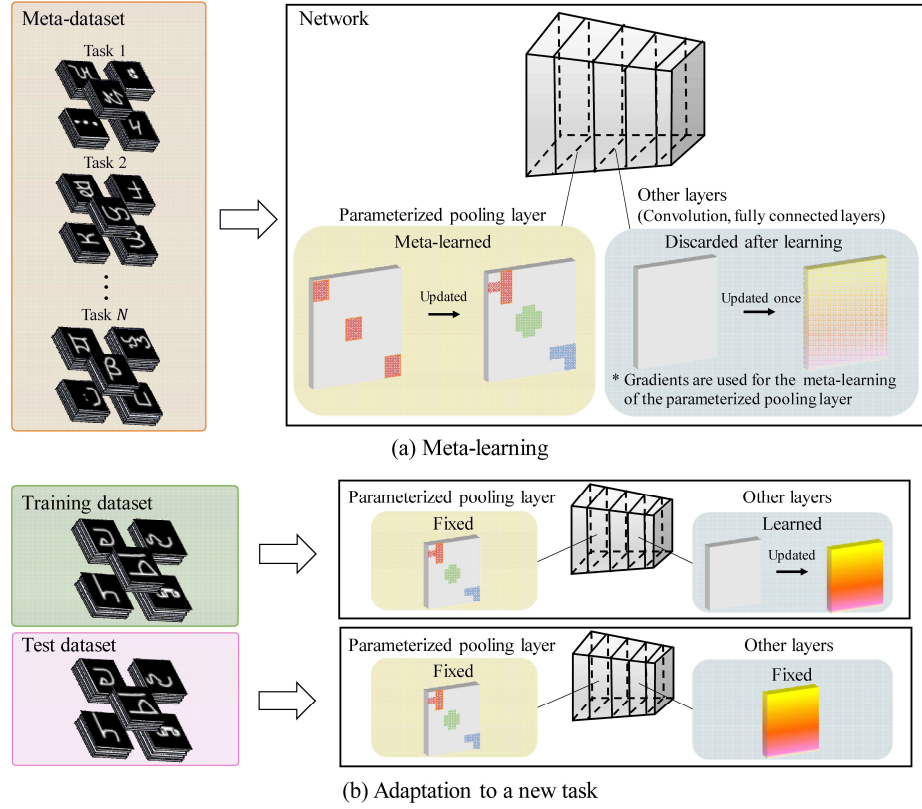 Meta-dataset
Task 1
Task 2
Task N
Network
Other layers
(Convolution, fully connected layers)
Parameterized pooling layer
Meta-learned
Updated
Discarded after learning
Updated once
* Gradients are used for the meta-learning
of the parameterized pooling layer
(a) Meta-learning
Training dataset
Parameterized pooling layer
Fixed
Other layers
Learned
Updated
Test dataset
Parameterized pooling layer
Fixed
Other layers
Fixed
(b) Adaptation to a new task